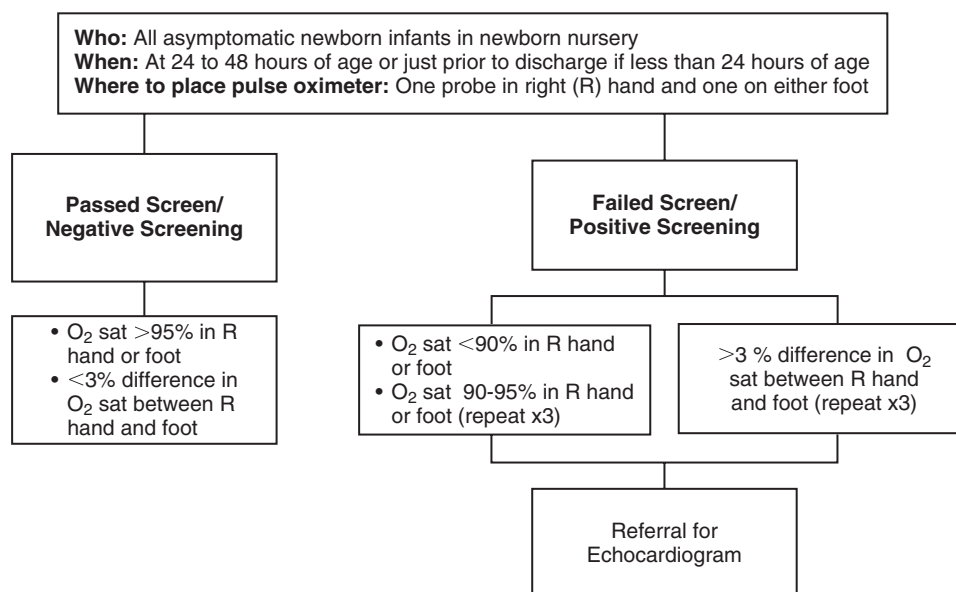 Who: All asymptomatic newborn infants in newborn nursery
When: At 24 to 48 hours of age or just prior to discharge if less than 24 hours of age
Where to place pulse oximeter: One probe in right (R) hand and one on either foot
Passed Screen/
Negative Screening
Failed Screen/
Positive Screening
• O₂ sat >95% in R
hand or foot
• <3% difference in
O₂ sat between R
hand and foot
• O₂ sat <90% in R hand
or foot
• O₂ sat 90-95% in R hand
or foot (repeat x3)
>3 % difference in O₂
sat between R hand
and foot (repeat x3)
Referral for
Echocardiogram